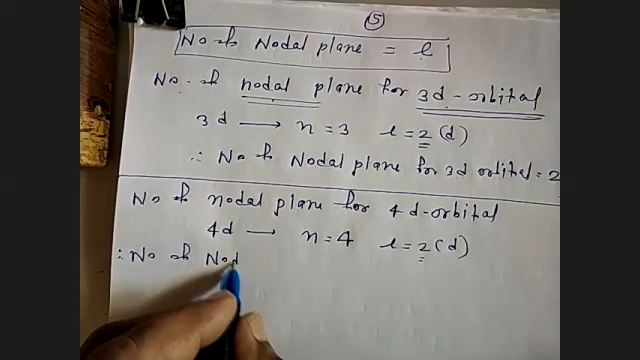 5
No of Nodal plane = l
No. of nodal plane for 3d-orbital
3d → n = 3 l = 2 (d)
∴ No of Nodal plane for 3d orbital = 2
No of nodal plane for 4d-orbital
4d → n = 4 l = 2 (d)
∴ No of Nod